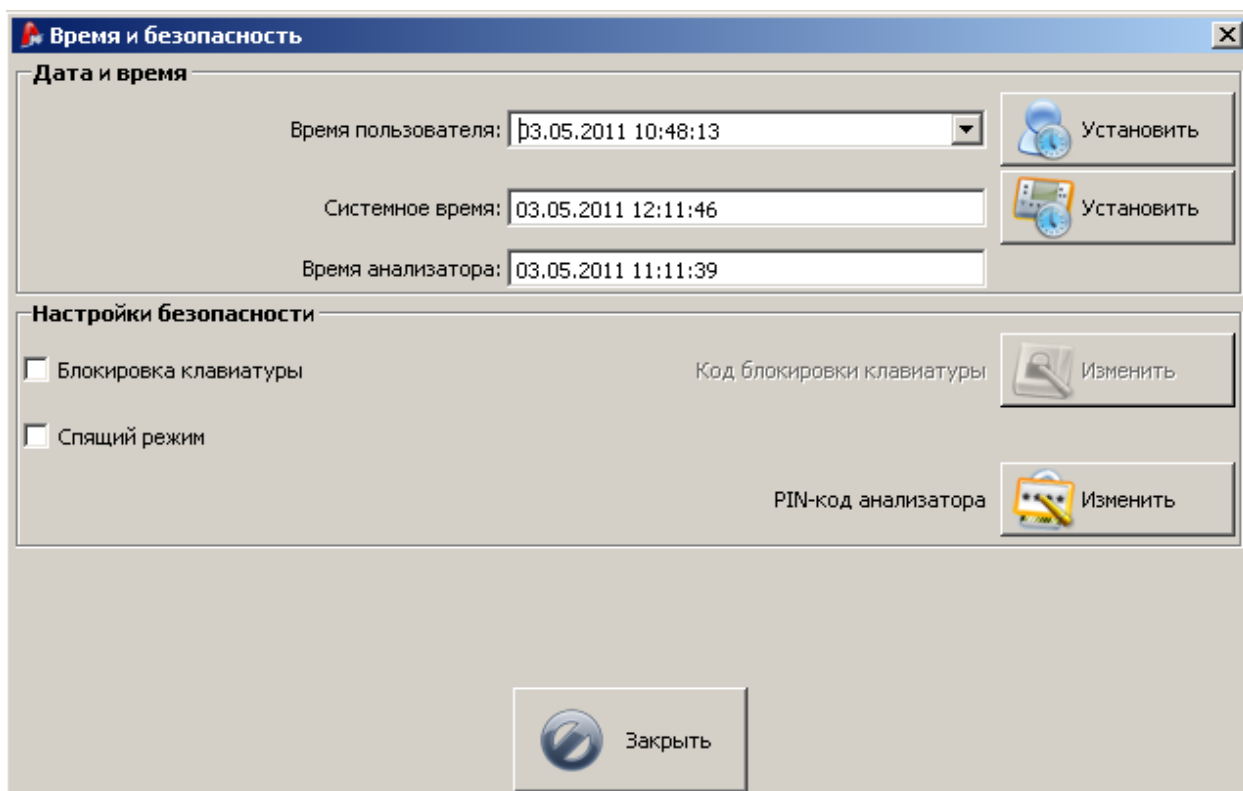 Время и безопасность
Дата и время
Время пользователя: 03.05.2011 10:48:13 Установить
Системное время: 03.05.2011 12:11:46 Установить
Время анализатора: 03.05.2011 11:11:39
Настройки безопасности
Блокировка клавиатуры Код блокировки клавиатуры Изменить
Спящий режим
PIN-код анализатора Изменить
Закрыть